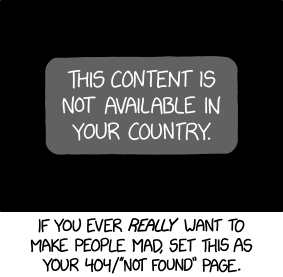 THIS CONTENT IS
NOT AVAILABLE IN
YOUR COUNTRY.
IF YOU EVER REALLY WANT TO
MAKE PEOPLE MAD, SET THIS AS
YOUR 404/"NOT FOUND" PAGE.